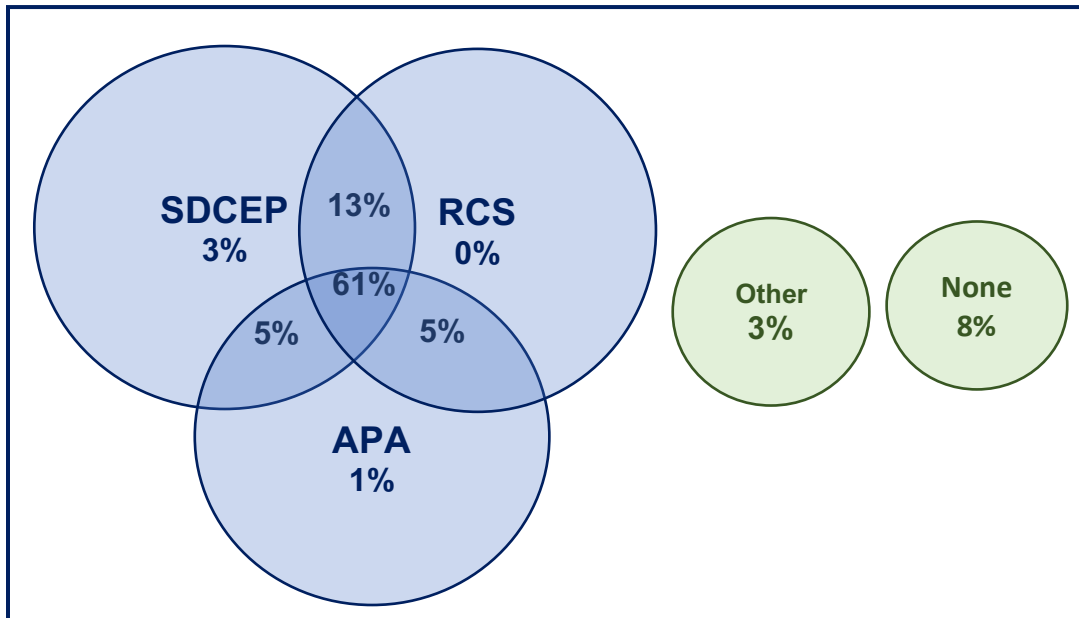 SDCEP
3%
13%
RCS
0%
61%
5%
5%
APA
1%
Other
3%
None
8%